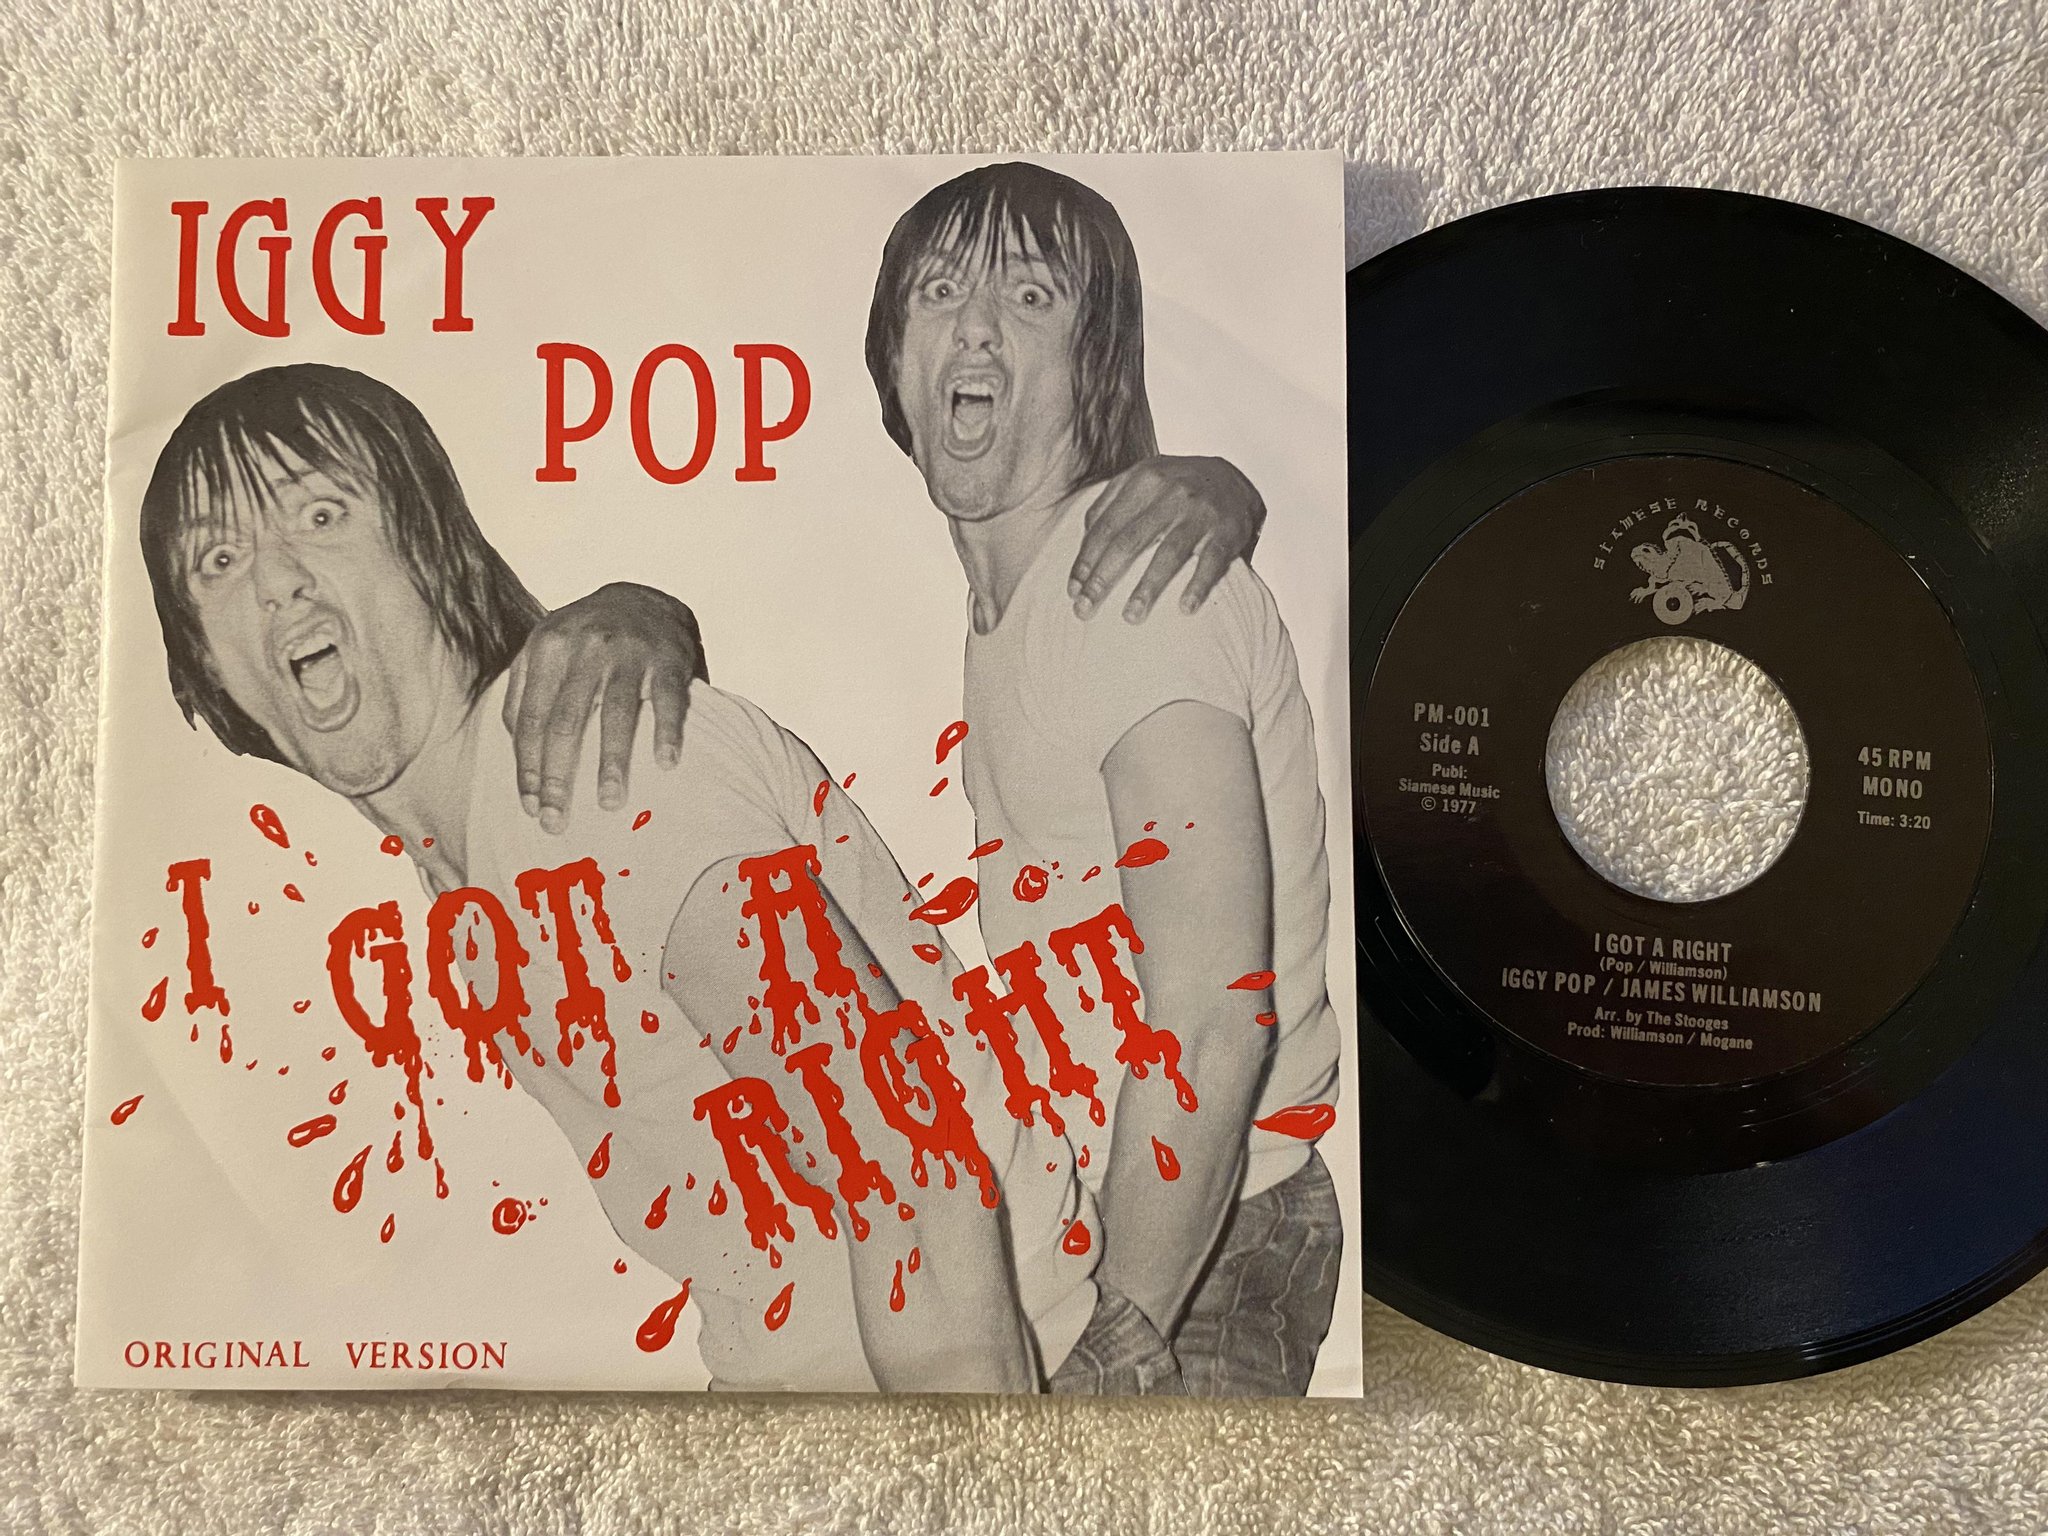 IGGY
POP
I GOT A
RIGHT
ORIGINAL VERSION
SIAMESE RECORDS
PM-001
Side A
Publ:
Siamese Music
© 1977
45 RPM
MONO
Time: 3:20
I GOT A RIGHT
(Pop / Williamson)
IGGY POP / JAMES WILLIAMSON
Arr. by The Stooges
Prod: Williamson / Mogane